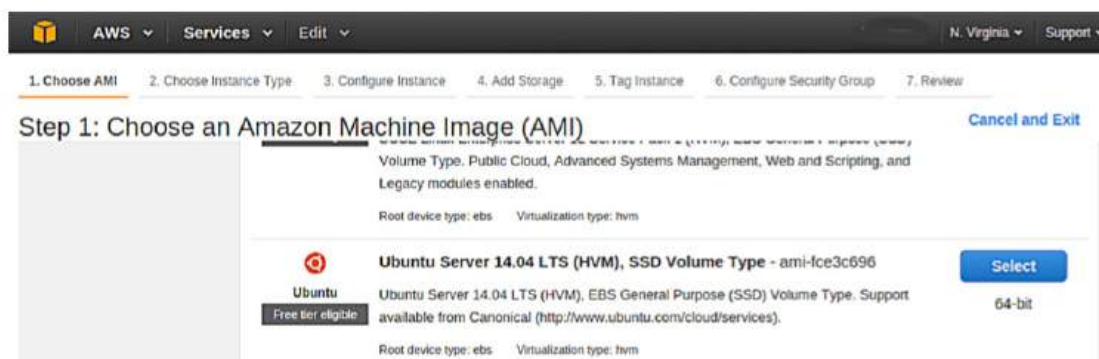 AWS Services Edit N. Virginia Support
1. Choose AMI 2. Choose Instance Type 3. Configure Instance 4. Add Storage 5. Tag Instance 6. Configure Security Group 7. Review
Step 1: Choose an Amazon Machine Image (AMI) Cancel and Exit
Volume Type. Public Cloud, Advanced Systems Management, Web and Scripting, and
Legacy modules enabled.
Root device type: ebs Virtualization type: hvm
Ubuntu Server 14.04 LTS (HVM), SSD Volume Type - ami-fce3c696
Select
Ubuntu
Free tier eligible
Ubuntu Server 14.04 LTS (HVM), EBS General Purpose (SSD) Volume Type. Support
available from Canonical (http://www.ubuntu.com/cloud/services).
64-bit
Root device type: ebs Virtualization type: hvm